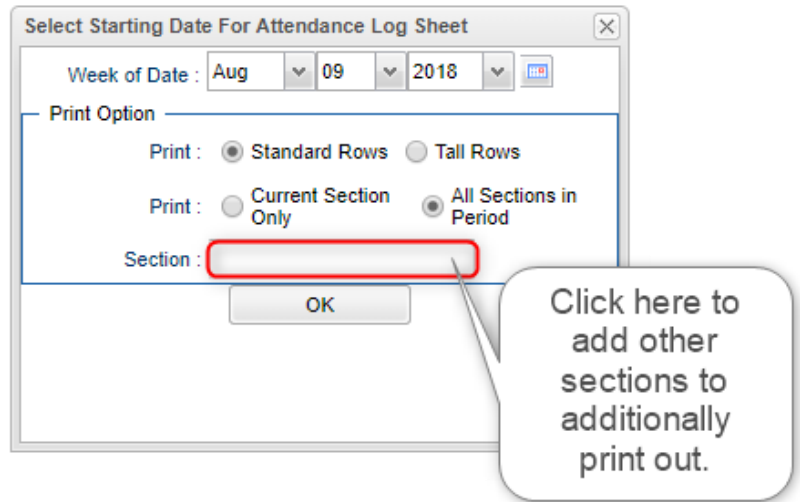 Select Starting Date For Attendance Log Sheet
Week of Date : Aug 09 2018
Print Option
Print : Standard Rows Tall Rows
Print : Current Section Only All Sections in Period
Section :
OK
Click here to
add other
sections to
additionally
print out.